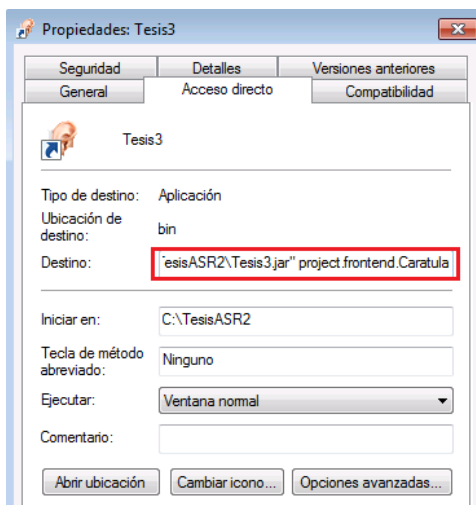 Propiedades: Tesis3
Seguridad Detalles Versiones anteriores
General Acceso directo Compatibilidad
Tesis3
Tipo de destino: Aplicación
Ubicación de
destino: bin
Destino: TesisASR2\Tesis3.jar" project.frontend.Caratula
Iniciar en: C:\TesisASR2
Tecla de método
abreviado: Ninguno
Ejecutar: Ventana normal
Comentario:
Abrir ubicación Cambiar icono... Opciones avanzadas...